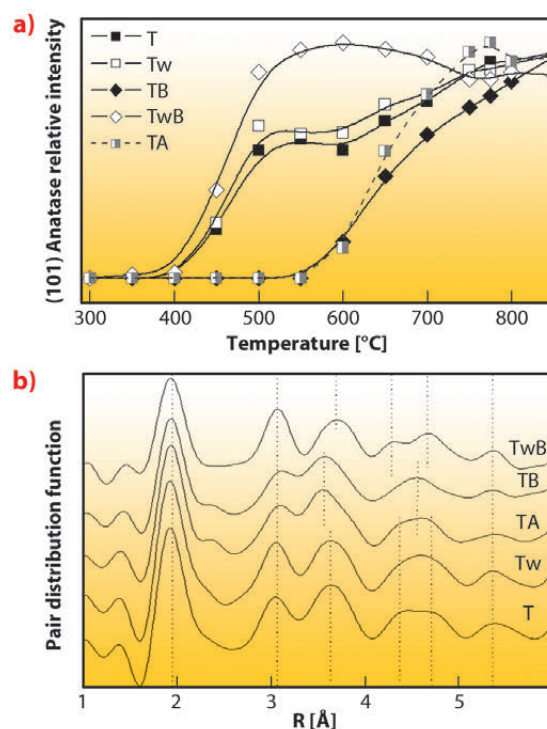 a)
(101) Anatase relative intensity
T
Tw
TB
TwB
TA
300 400 500 600 700 800
Temperature [°C]
b)
Pair distribution function
TwB
TB
TA
Tw
T
1 2 3 4 5
R [Å]